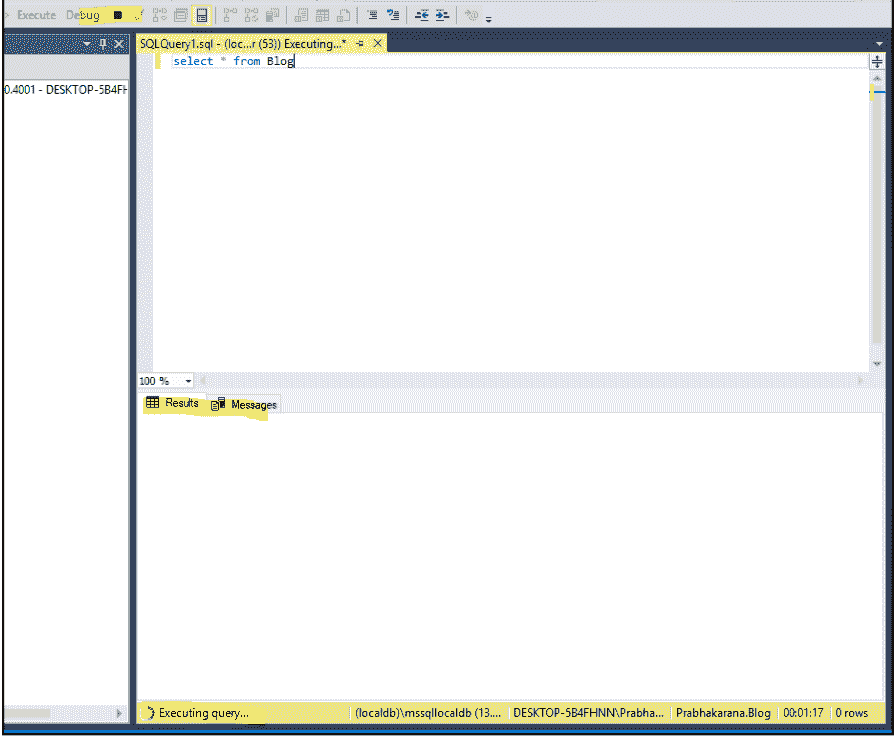 Execute Debug
SQLQuery1.sql - (loc...r (53)) Executing...*
0.4001 - DESKTOP-5B4FH
select * from Blog
100 %
Results Messages
Executing query... (localdb)\mssqllocaldb (13.... DESKTOP-5B4FHNN\Prabha... Prabhakarana.Blog 00:01:17 0 rows